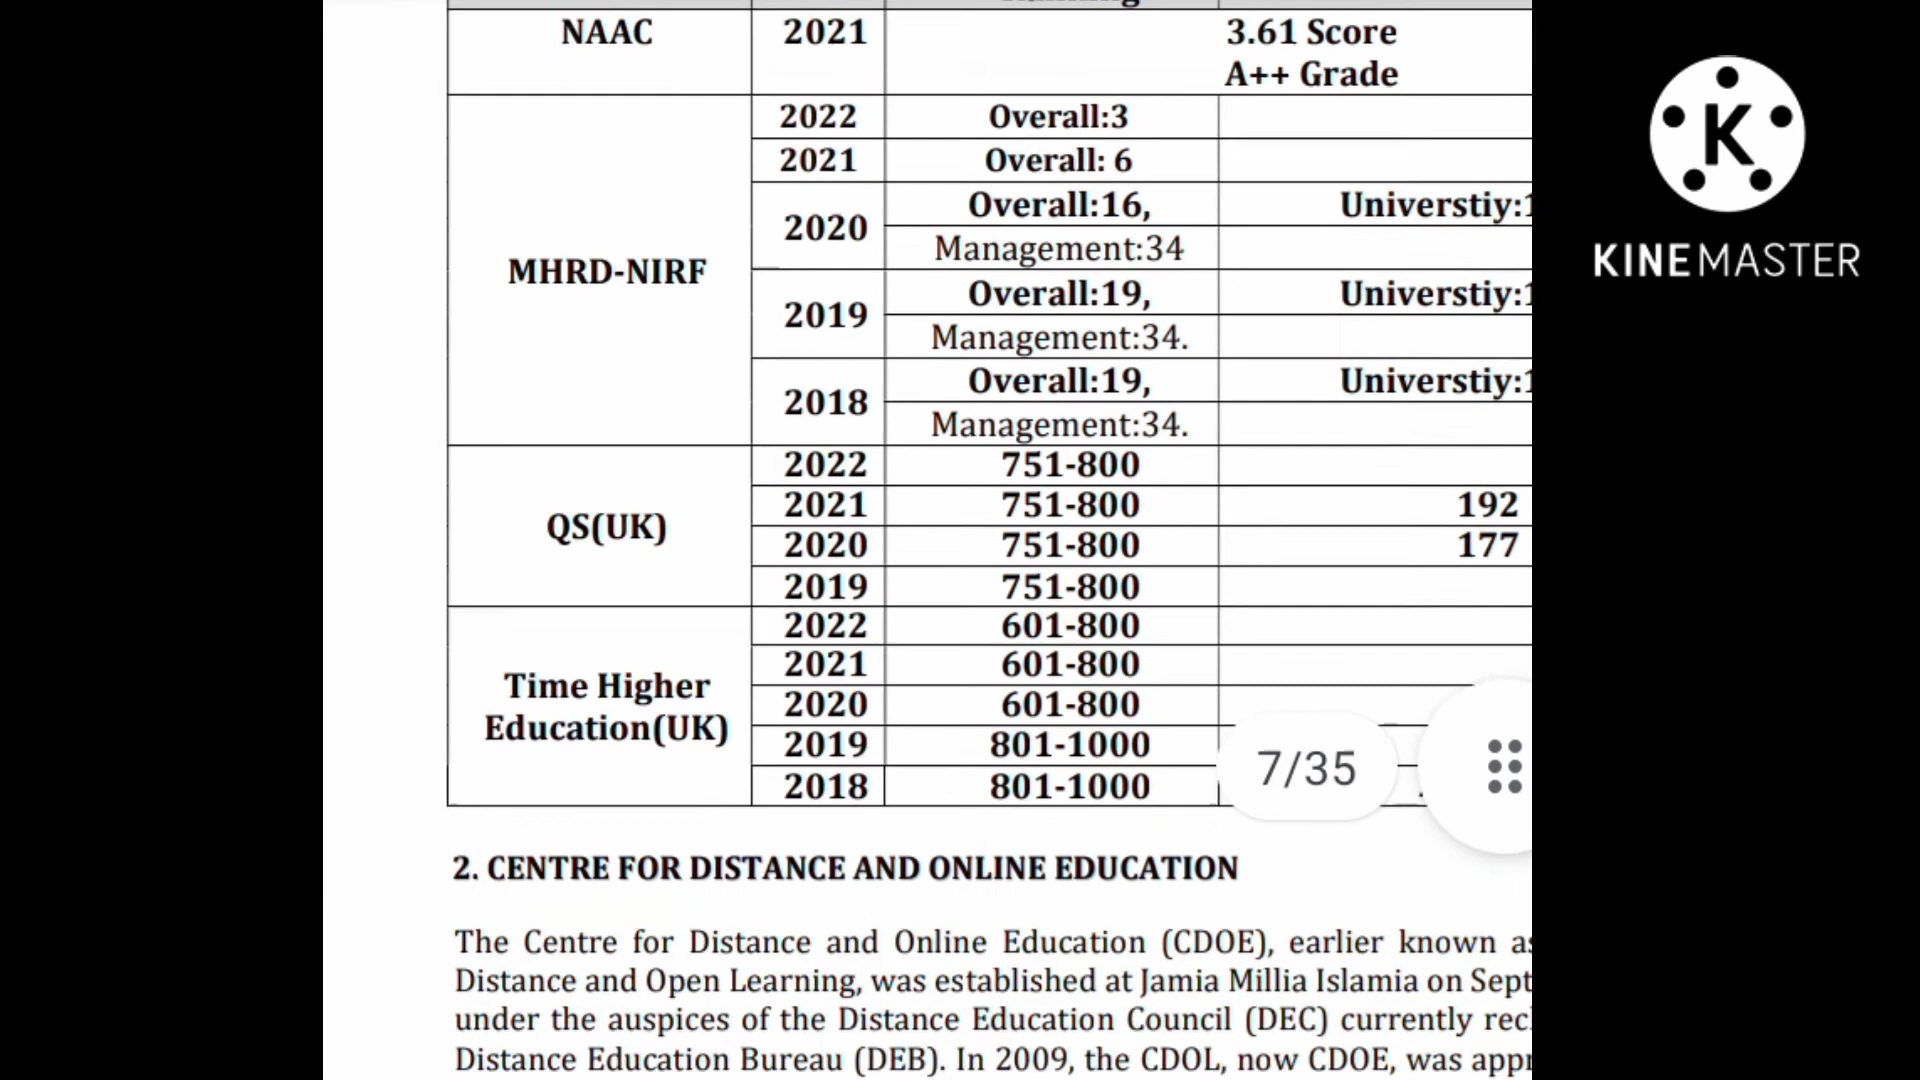 NAAC 2021 3.61 Score
A++ Grade
MHRD-NIRF
2022 Overall:3
2021 Overall: 6
2020 Overall:16, Universtiy:1
Management:34
2019 Overall:19, Universtiy:1
Management:34.
2018 Overall:19, Universtiy:1
Management:34.
QS(UK)
2022 751-800
2021 751-800 192
2020 751-800 177
2019 751-800
Time Higher
Education(UK)
2022 601-800
2021 601-800
2020 601-800
2019 801-1000
2018 801-1000
7/35
2. CENTRE FOR DISTANCE AND ONLINE EDUCATION
The Centre for Distance and Online Education (CDOE), earlier known as
Distance and Open Learning, was established at Jamia Millia Islamia on Sept
under the auspices of the Distance Education Council (DEC) currently
Distance Education Bureau (DEB). In 2009, the CDOL, now CDOE, was
K
KINEMASTER